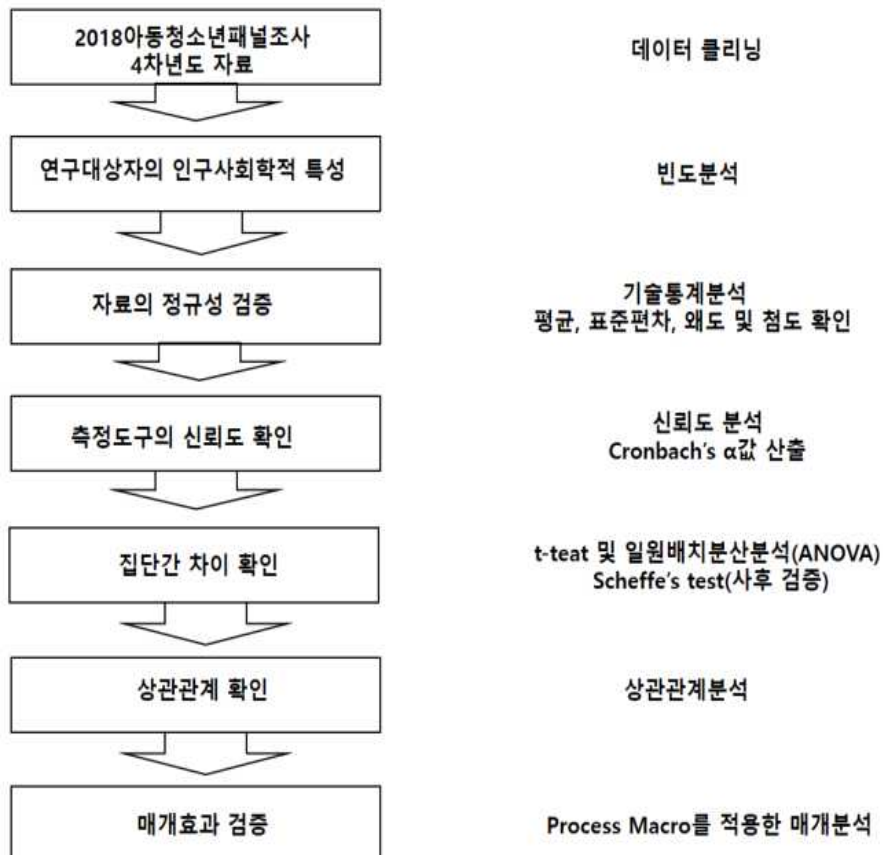 2018아동청소년패널조사
4차년도 자료
데이터 클리닝
연구대상자의 인구사회학적 특성
빈도분석
자료의 정규성 검증
기술통계분석
평균, 표준편차, 왜도 및 첨도 확인
측정도구의 신뢰도 확인
신뢰도 분석
Cronbach's α값 산출
집단간 차이 확인
t-teat 및 일원배치분산분석(ANOVA)
Scheffe's test(사후 검증)
상관관계 확인
상관관계분석
매개효과 검증
Process Macro를 적용한 매개분석